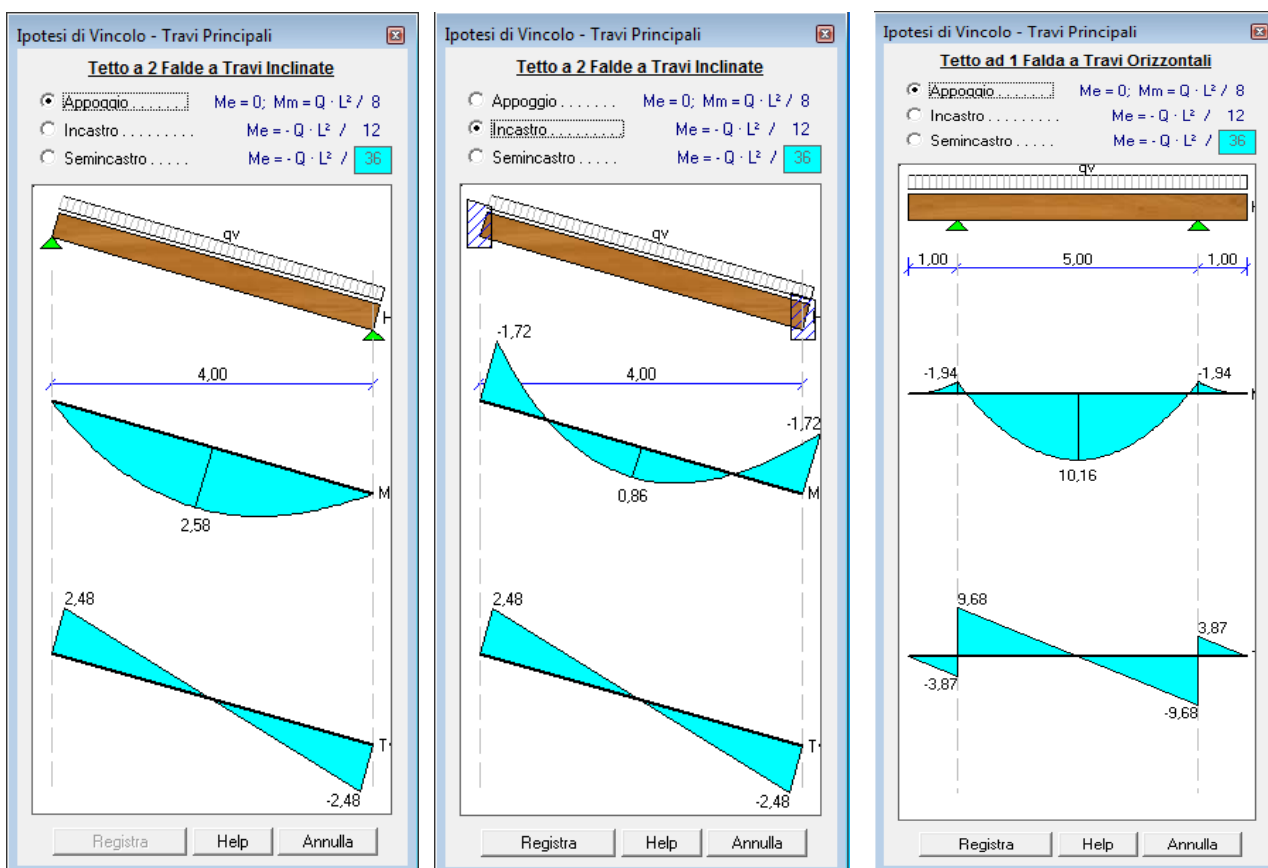 Ipotesi di Vincolo - Travi Principali
Tetto a 2 Falde a Travi Inclinate
Appoggio . . . . . . . Me = 0; Mm = Q · L² / 8
Incastro . . . . . . . . . Me = - Q · L² / 12
Semincastro . . . . . Me = - Q · L² / 36
qv
H
4,00
M
2,58
2,48
T
-2,48
Registra Help Annulla
Ipotesi di Vincolo - Travi Principali
Tetto a 2 Falde a Travi Inclinate
Appoggio . . . . . . . Me = 0; Mm = Q · L² / 8
Incastro . . . . . . . . . Me = - Q · L² / 12
Semincastro . . . . . Me = - Q · L² / 36
qv
H
-1,72
4,00
-1,72
0,86
M
2,48
T
-2,48
Registra Help Annulla
Ipotesi di Vincolo - Travi Principali
Tetto ad 1 Falda a Travi Orizzontali
Appoggio . . . . . . . Me = 0; Mm = Q · L² / 8
Incastro . . . . . . . . . Me = - Q · L² / 12
Semincastro . . . . . Me = - Q · L² / 36
qv
1,00 5,00 1,00
-1,94 -1,94
10,16
9,68
3,87
-3,87
-9,68
Registra Help Annulla